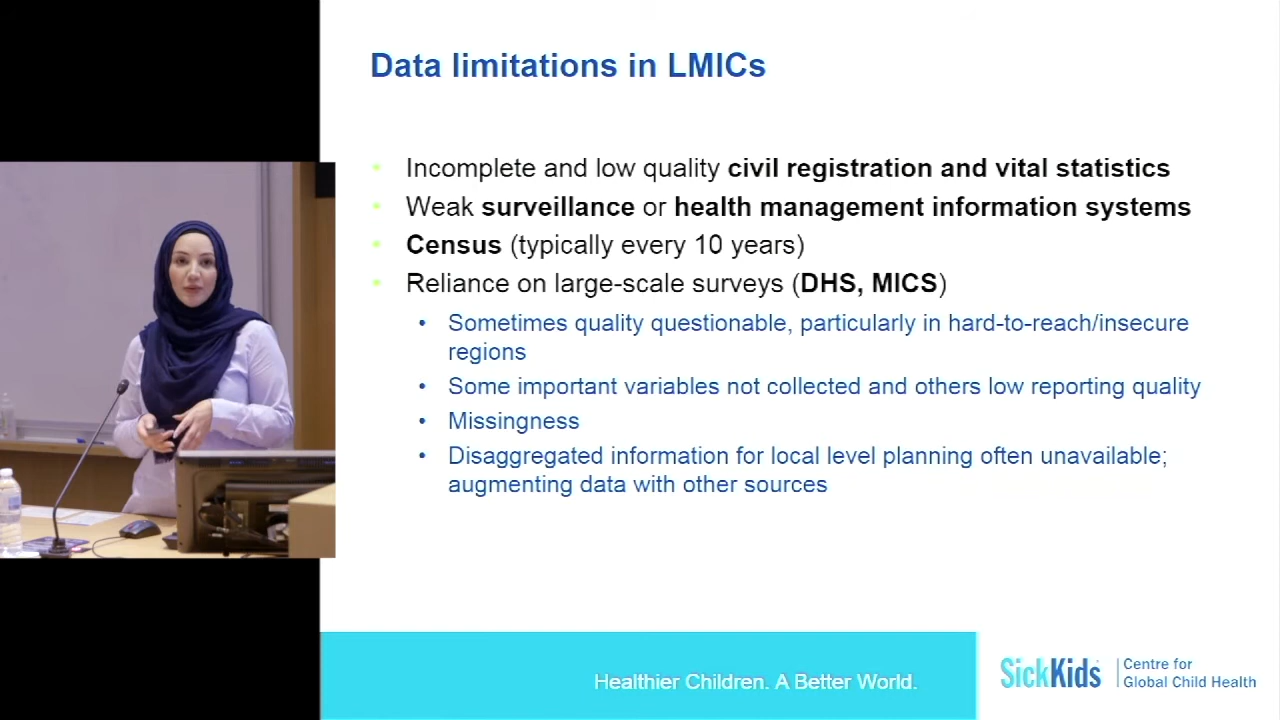 Data limitations in LMICs
• Incomplete and low quality civil registration and vital statistics
• Weak surveillance or health management information systems
• Census (typically every 10 years)
• Reliance on large-scale surveys (DHS, MICS)
• Sometimes quality questionable, particularly in hard-to-reach/insecure
regions
• Some important variables not collected and others low reporting quality
• Missingness
• Disaggregated information for local level planning often unavailable;
augmenting data with other sources
Healthier Children. A Better World.
SickKids
Centre for
Global Child Health